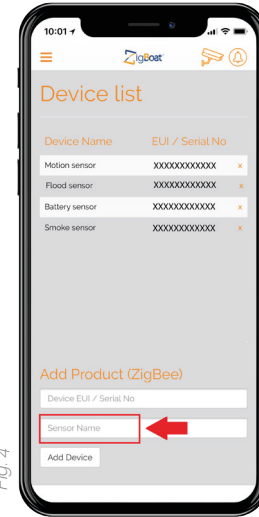 10:01
ZigBoat
Device list
Device Name EUI / Serial No
Motion sensor XXXXXXXXXXXX x
Flood sensor XXXXXXXXXXXX x
Battery sensor XXXXXXXXXXXX x
Smoke sensor XXXXXXXXXXXX x
Add Product (ZigBee)
Device EUI / Serial No
Sensor Name
Add Device
Fig. 4